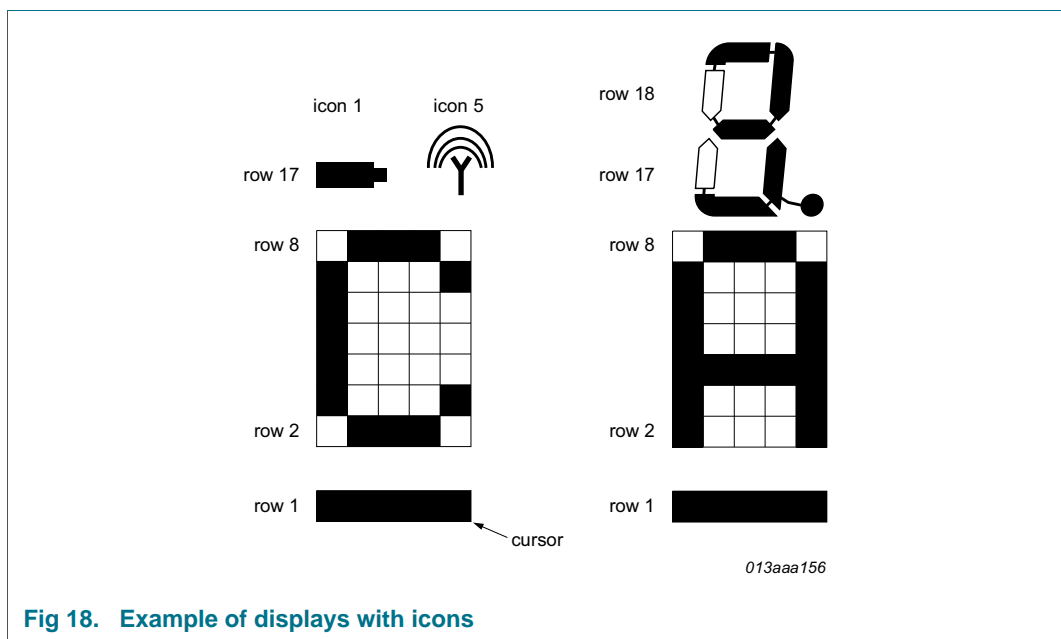 icon 1
icon 5
row 17
row 8
row 2
row 1
cursor
row 18
row 17
row 8
row 2
row 1
013aaa156
Fig 18. Example of displays with icons